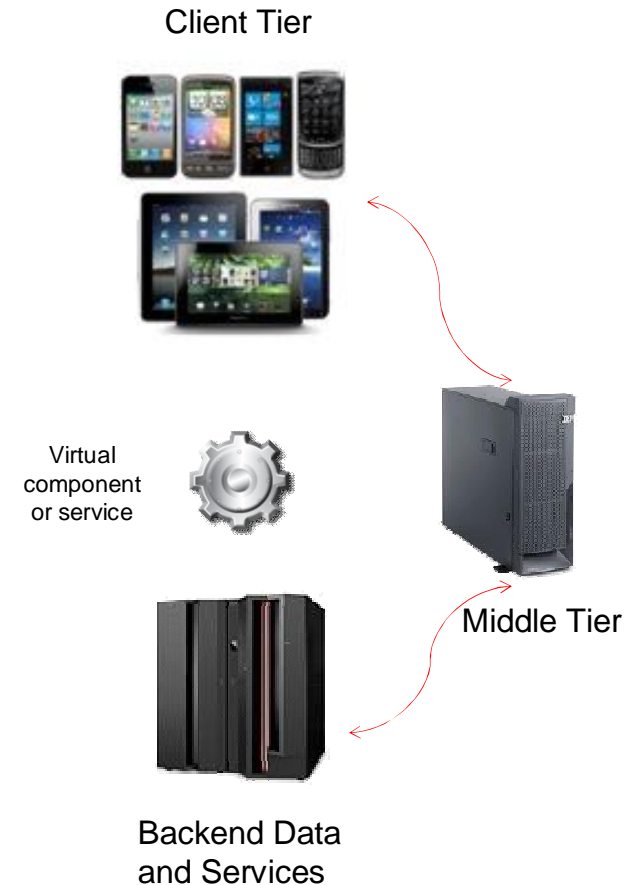 Client Tier
Virtual
component
or service
Middle Tier
Backend Data
and Services